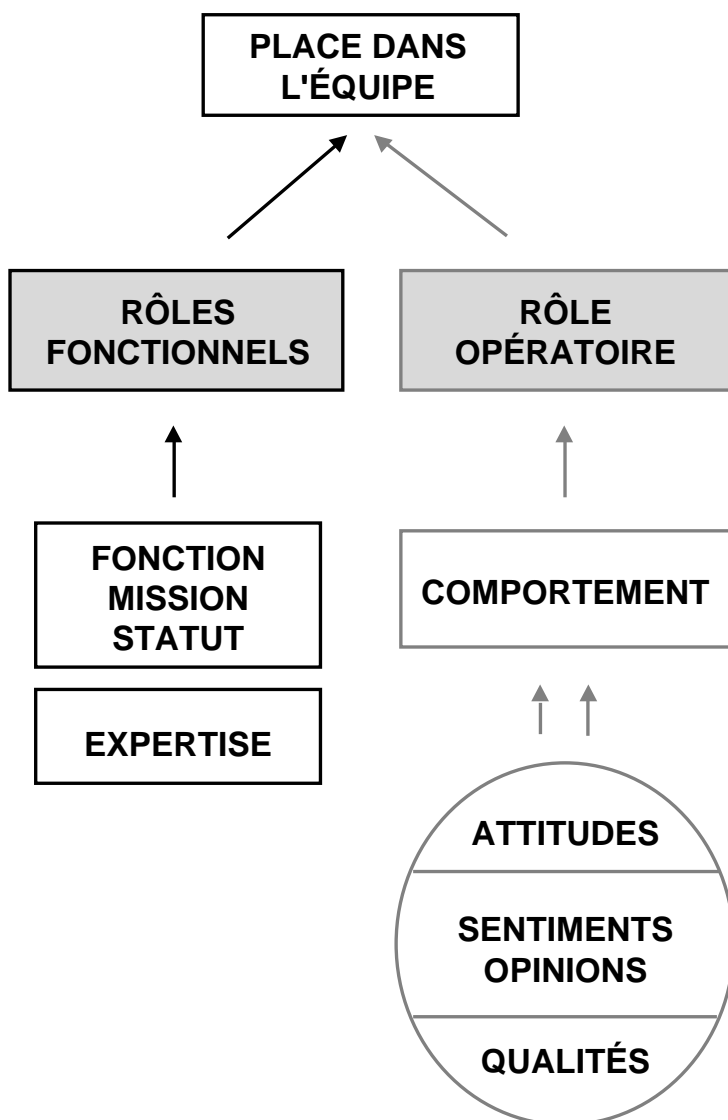 PLACE DANS
L'ÉQUIPE
RÔLES
FONCTIONNELS
RÔLE
OPÉRATOIRE
FONCTION
MISSION
STATUT
EXPERTISE
COMPORTEMENT
ATTITUDES
SENTIMENTS
OPINIONS
QUALITÉS